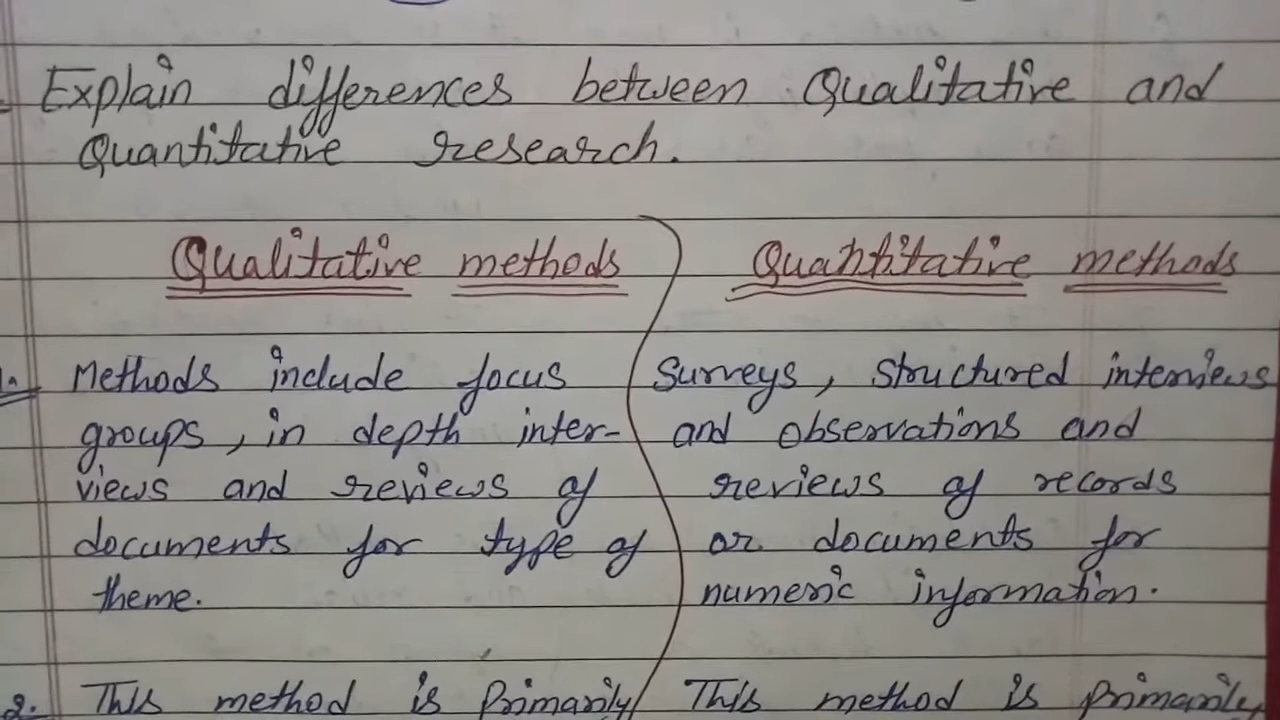 Explain differences between Qualitative and
Quantitative research.
Qualitative methods
Quantitative methods
1. Methods include focus
groups, in depth inter-
views and reviews of
documents for type of
theme.
Surveys, structured interviews
and observations and
reviews of records
or documents for
numeric information.
2. This method is primarily
This method is primarily